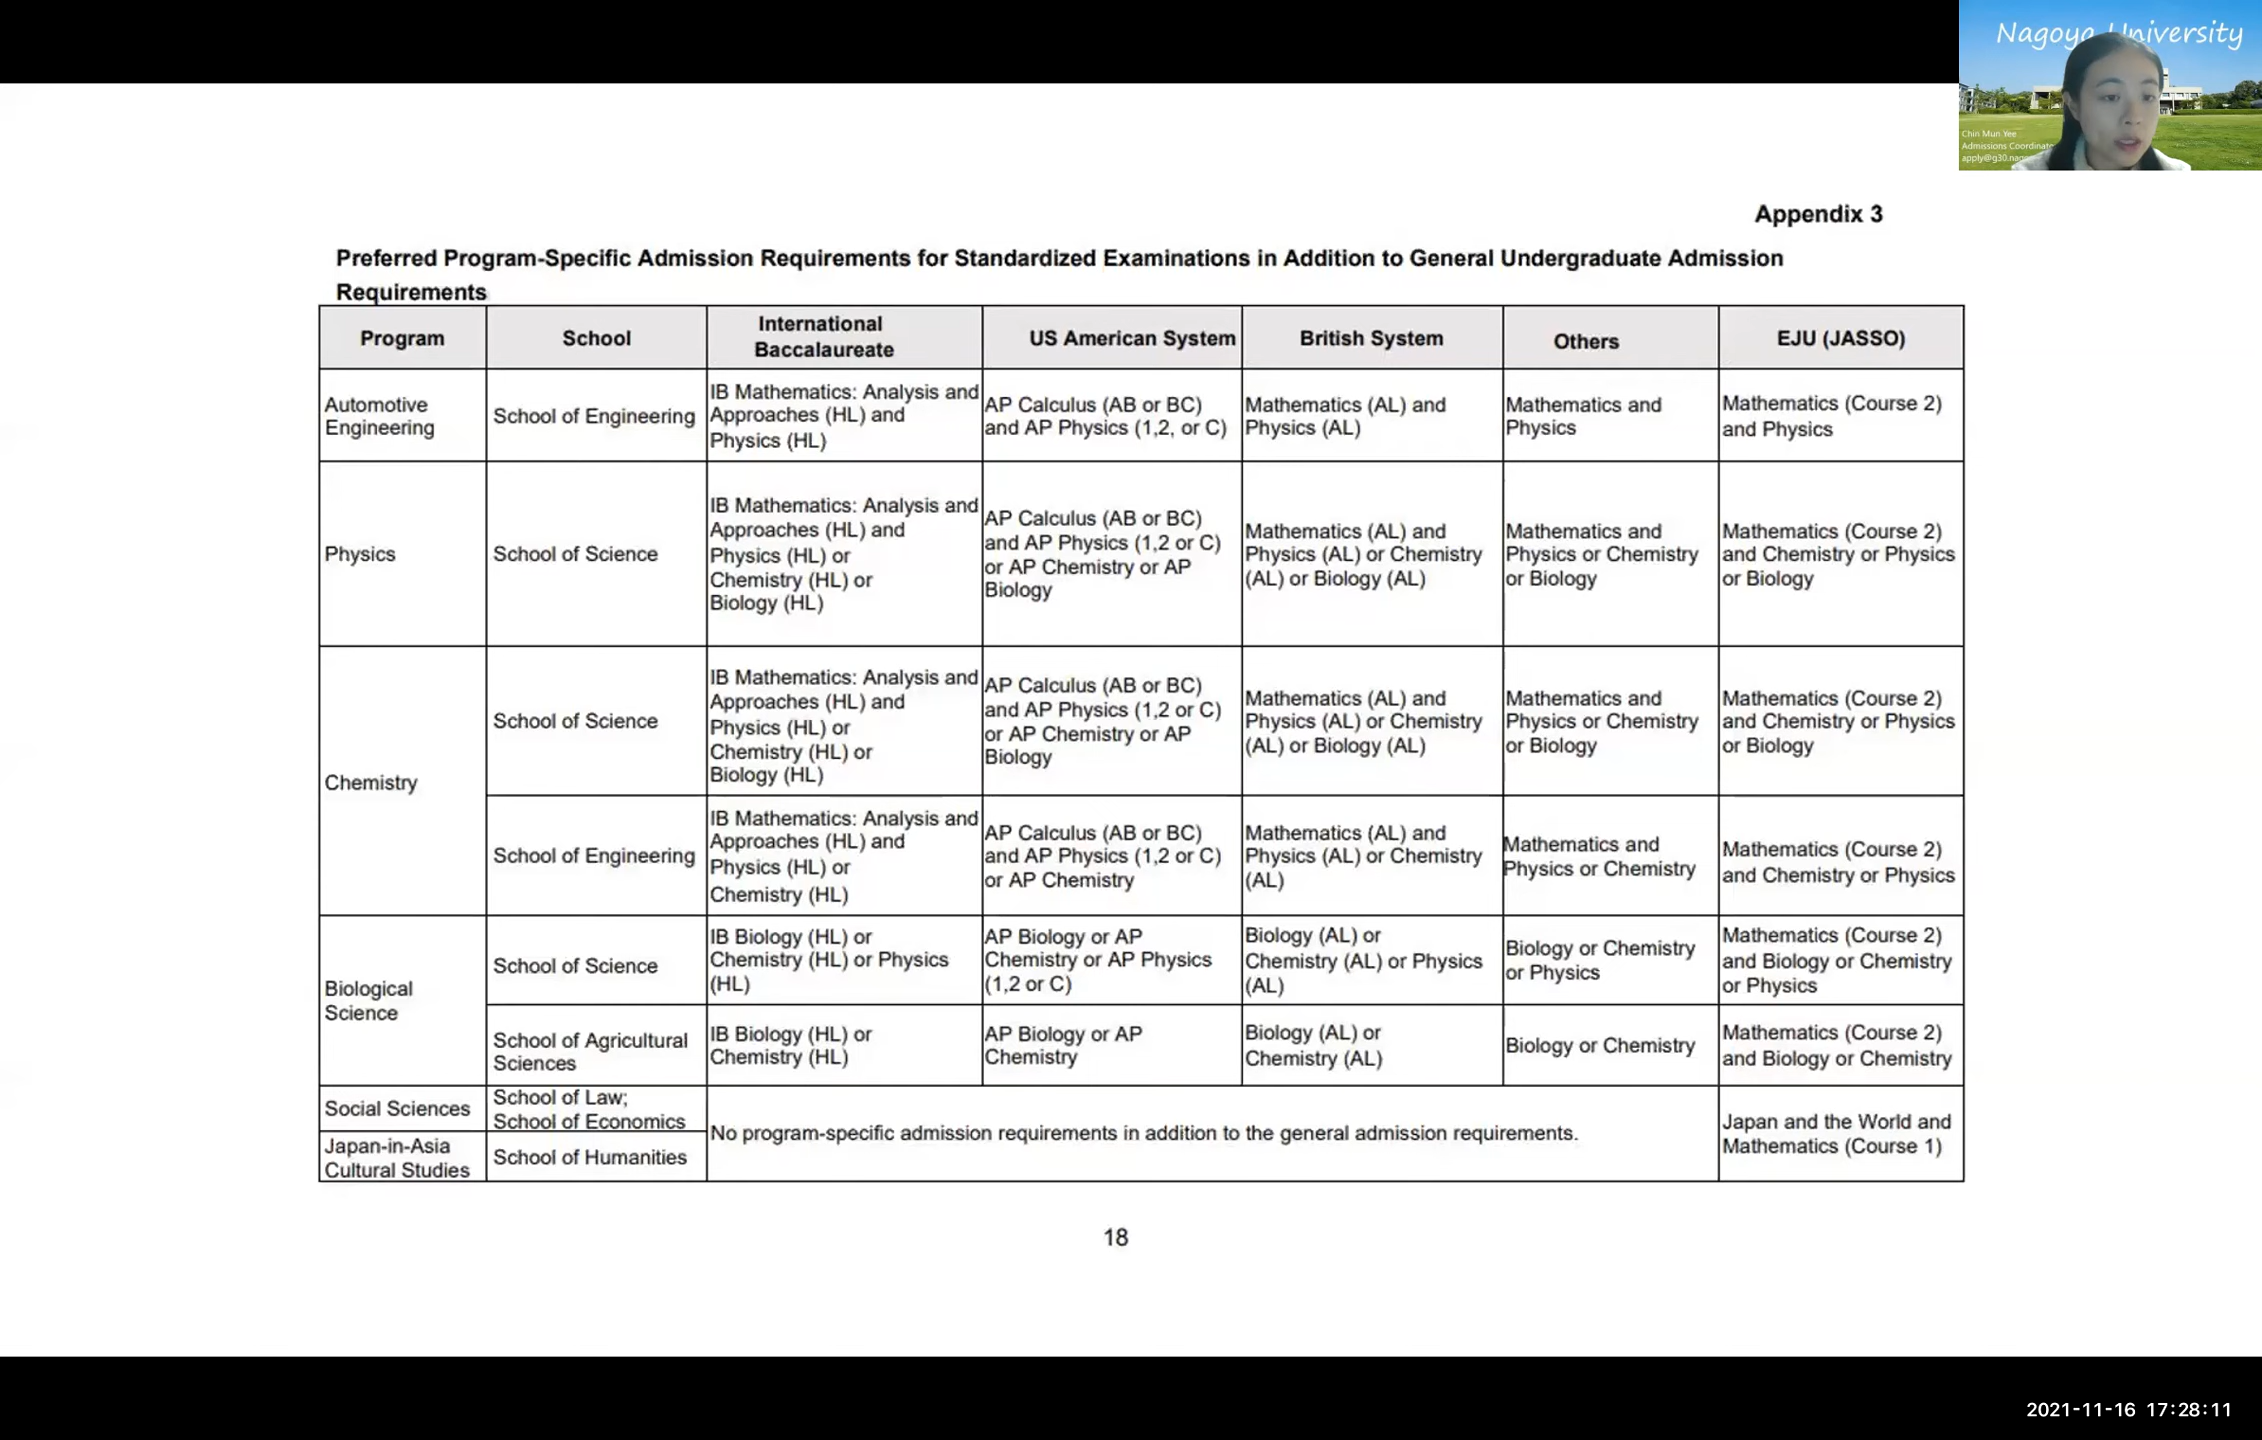 Nagoya University
Chin Mun Yee
Admissions Coordinato
apply@g30.nag
Appendix 3
Preferred Program-Specific Admission Requirements for Standardized Examinations in Addition to General Undergraduate Admission
Requirements
Program
School
International
Baccalaureate
US American System
British System
Others
EJU (JASSO)
Automotive
Engineering
School of Engineering
IB Mathematics: Analysis and
Approaches (HL) and
Physics (HL)
AP Calculus (AB or BC)
and AP Physics (1,2, or C)
Mathematics (AL) and
Physics (AL)
Mathematics and
Physics
Mathematics (Course 2)
and Physics
Physics
School of Science
IB Mathematics: Analysis and
Approaches (HL) and
Physics (HL) or
Chemistry (HL) or
Biology (HL)
AP Calculus (AB or BC)
and AP Physics (1,2 or C)
or AP Chemistry or AP
Biology
Mathematics (AL) and
Physics (AL) or Chemistry
(AL) or Biology (AL)
Mathematics and
Physics or Chemistry
or Biology
Mathematics (Course 2)
and Chemistry or Physics
or Biology
Chemistry
School of Science
IB Mathematics: Analysis and
Approaches (HL) and
Physics (HL) or
Chemistry (HL) or
Biology (HL)
AP Calculus (AB or BC)
and AP Physics (1,2 or C)
or AP Chemistry or AP
Biology
Mathematics (AL) and
Physics (AL) or Chemistry
(AL) or Biology (AL)
Mathematics and
Physics or Chemistry
or Biology
Mathematics (Course 2)
and Chemistry or Physics
or Biology
School of Engineering
IB Mathematics: Analysis and
Approaches (HL) and
Physics (HL) or
Chemistry (HL)
AP Calculus (AB or BC)
and AP Physics (1,2 or C)
or AP Chemistry
Mathematics (AL) and
Physics (AL) or Chemistry
(AL)
Mathematics and
Physics or Chemistry
Mathematics (Course 2)
and Chemistry or Physics
Biological
Science
School of Science
IB Biology (HL) or
Chemistry (HL) or Physics
(HL)
AP Biology or AP
Chemistry or AP Physics
(1,2 or C)
Biology (AL) or
Chemistry (AL) or Physics
(AL)
Biology or Chemistry
or Physics
Mathematics (Course 2)
and Biology or Chemistry
or Physics
School of Agricultural
Sciences
IB Biology (HL) or
Chemistry (HL)
AP Biology or AP
Chemistry
Biology (AL) or
Chemistry (AL)
Biology or Chemistry
Mathematics (Course 2)
and Biology or Chemistry
Social Sciences
School of Law;
School of Economics
No program-specific admission requirements in addition to the general admission requirements.
Japan and the World and
Mathematics (Course 1)
Japan-in-Asia
Cultural Studies
School of Humanities
18
2021-11-16 17:28:11